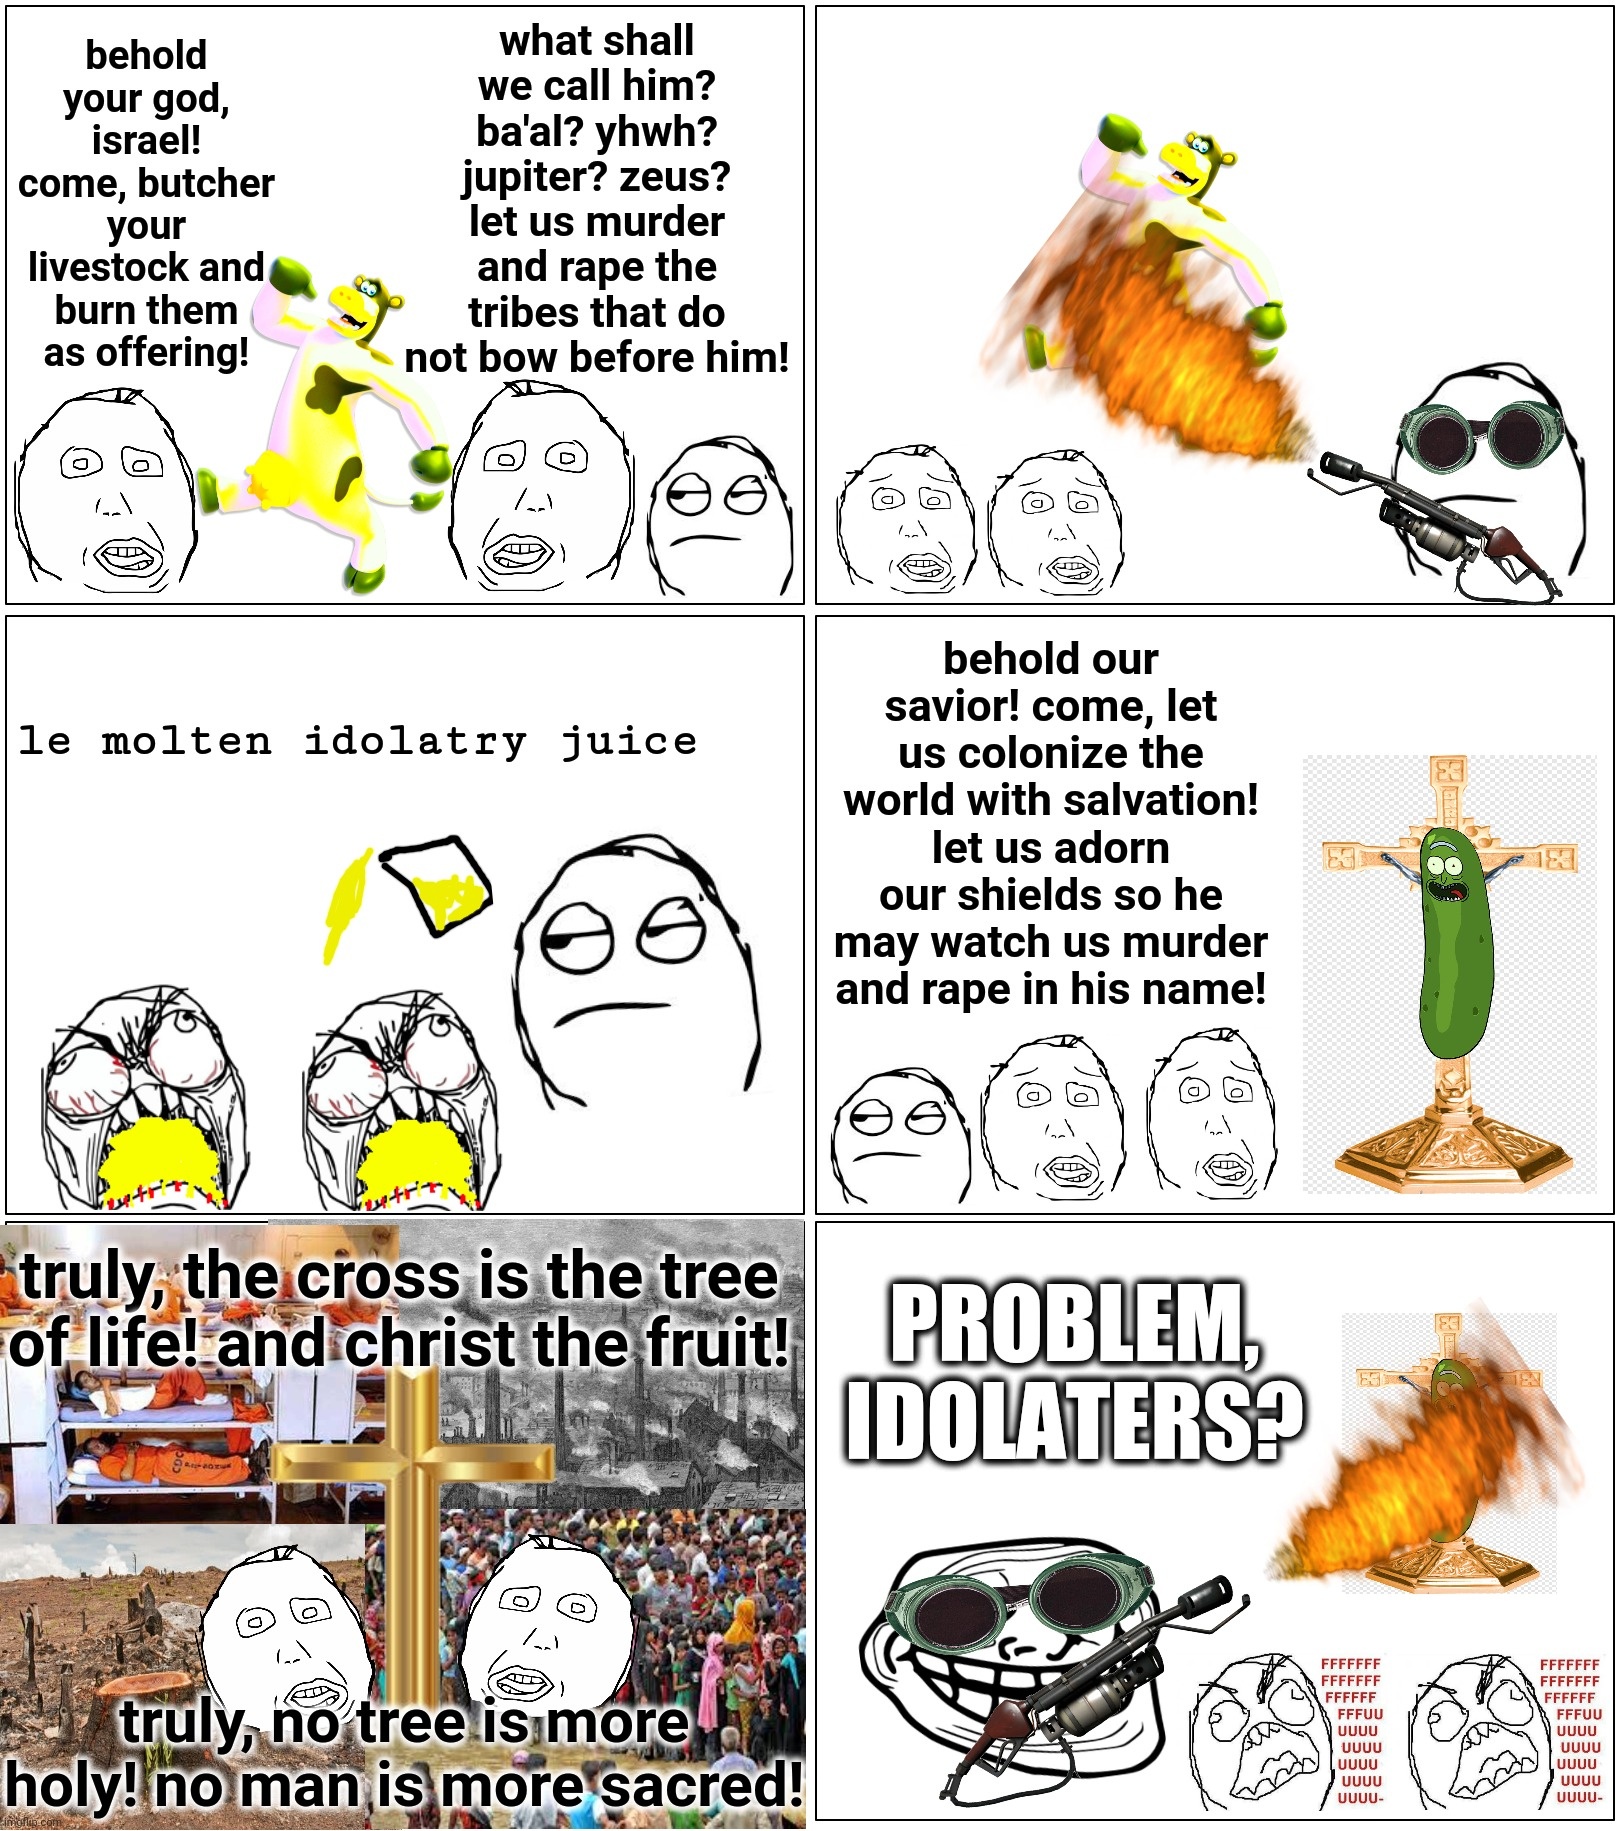 behold
your god,
israel!
come, butcher
your
livestock and
burn them
as offering!
what shall
we call him?
ba'al? yhwh?
jupiter? zeus?
let us murder
and rape the
tribes that do
not bow before him!
le molten idolatry juice
behold our
savior! come, let
us colonize the
world with salvation!
let us adorn
our shields so he
may watch us murder
and rape in his name!
truly, the cross is the tree
of life! and christ the fruit!
truly, no tree is more
holy! no man is more sacred!
imgflip.com
PROBLEM,
IDOLATERS?
FFFFFFF
FFFFFFF
FFFFFF
FFFUU
UUUU
UUUU
UUUU
UUUU
UUUU-
FFFFFFF
FFFFFFF
FFFFFF
FFFUU
UUUU
UUUU
UUUU
UUUU
UUUU-